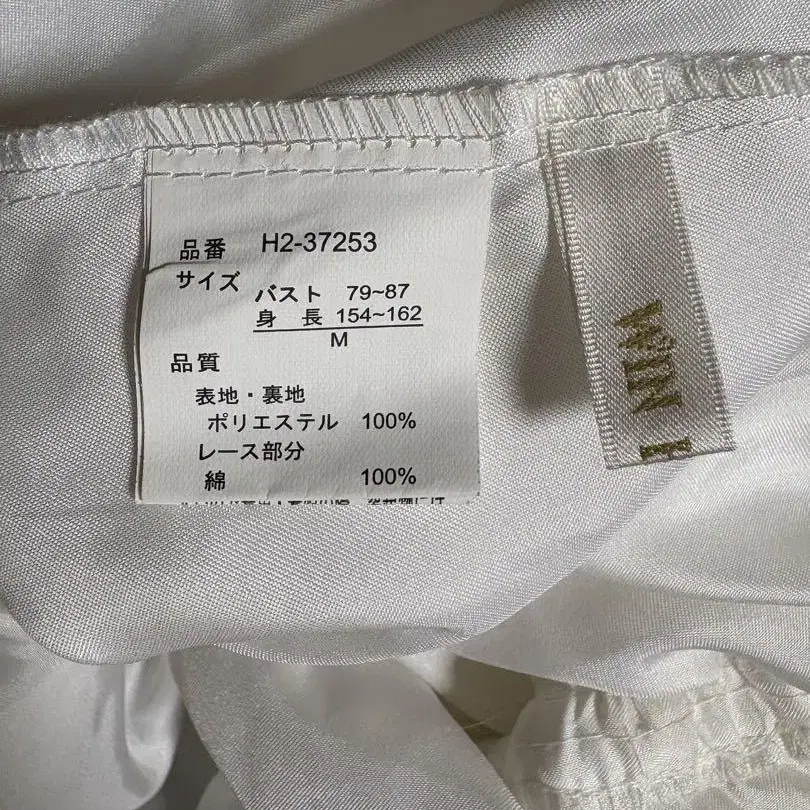 品番 H2-37253
サイズ
バスト 79~87
身 長 154~162
M
品質
表地・裏地
ポリエステル 100%
レース部分
綿 100%
WIN